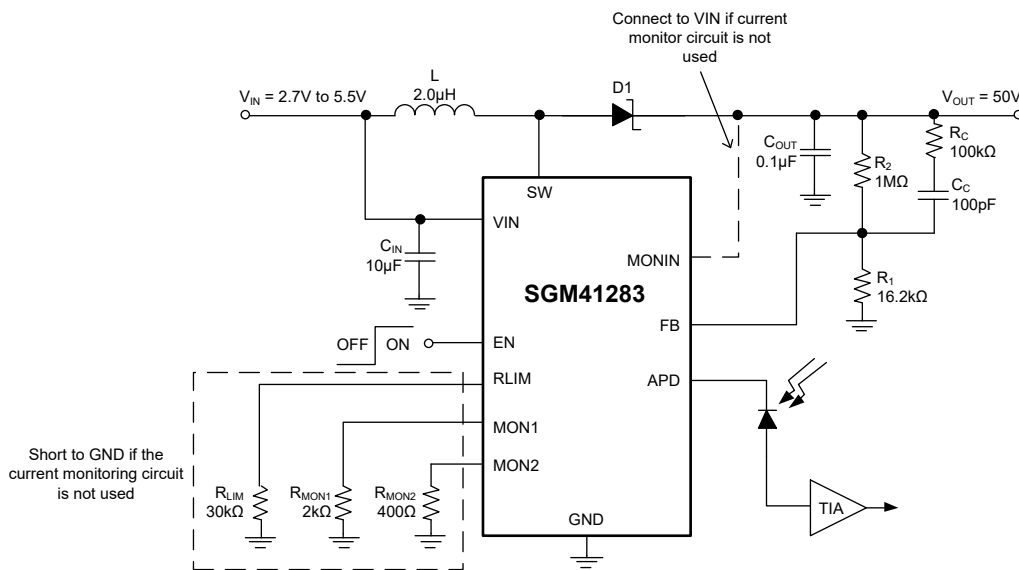 Connect to VIN if current
monitor circuit is not
used
L
2.0µH
D1
VIN = 2.7V to 5.5V
VOUT = 50V
COUT
0.1µF
R2
1MΩ
RC
100kΩ
CC
100pF
SW
VIN
CIN
10µF
MONIN
SGM41283
R1
16.2kΩ
FB
OFF
ON
EN
RLIM
APD
MON1
MON2
Short to GND if the
current monitoring circuit
is not used
RLIM
30kΩ
RMON1
2kΩ
RMON2
400Ω
GND
TIA